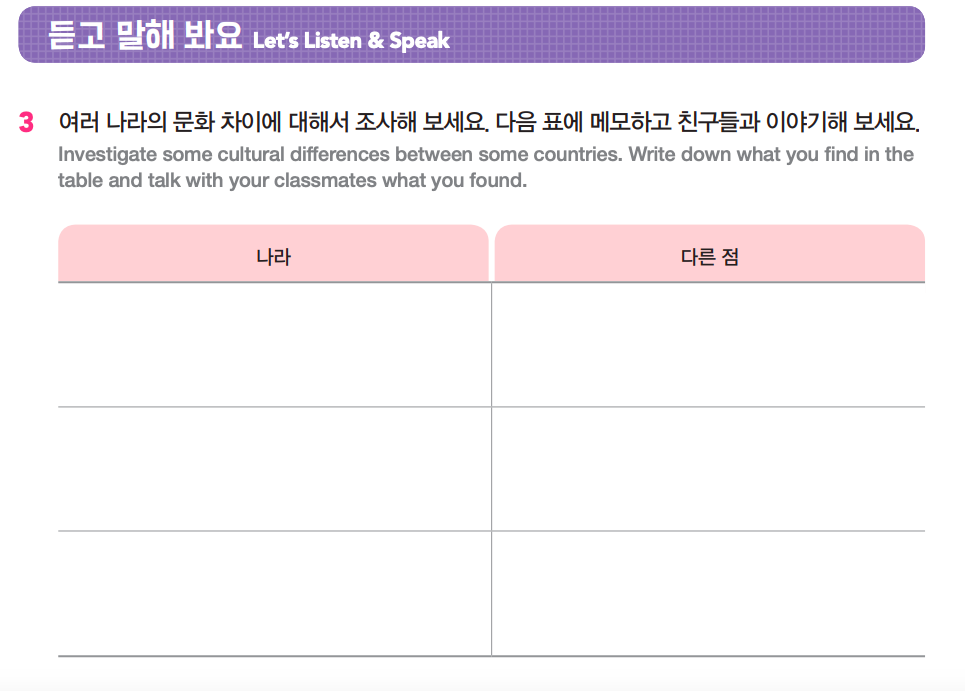 듣고 말해 봐요 Let's Listen & Speak
3 여러 나라의 문화 차이에 대해서 조사해 보세요. 다음 표에 메모하고 친구들과 이야기해 보세요.
Investigate some cultural differences between some countries. Write down what you find in the
table and talk with your classmates what you found.
나라 다른 점